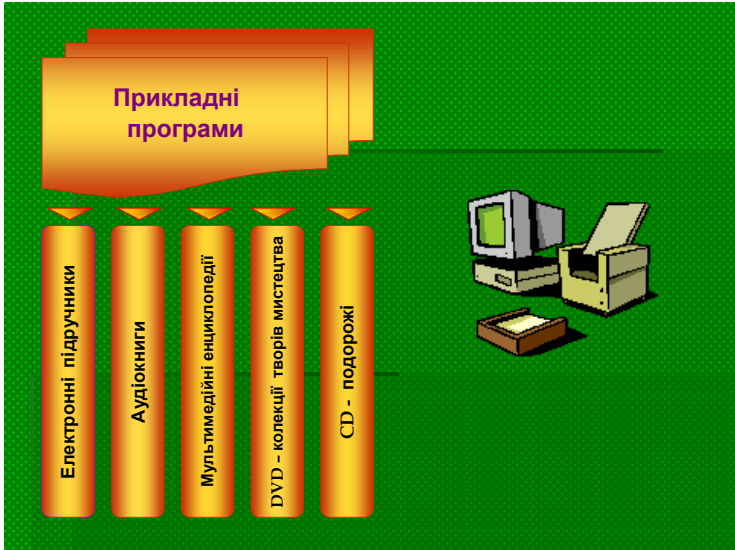 Прикладні
програми
Електронні підручники
Аудіокниги
Мультимедійні енциклопедії
DVD – колекції творів мистецтва
CD - подорожі